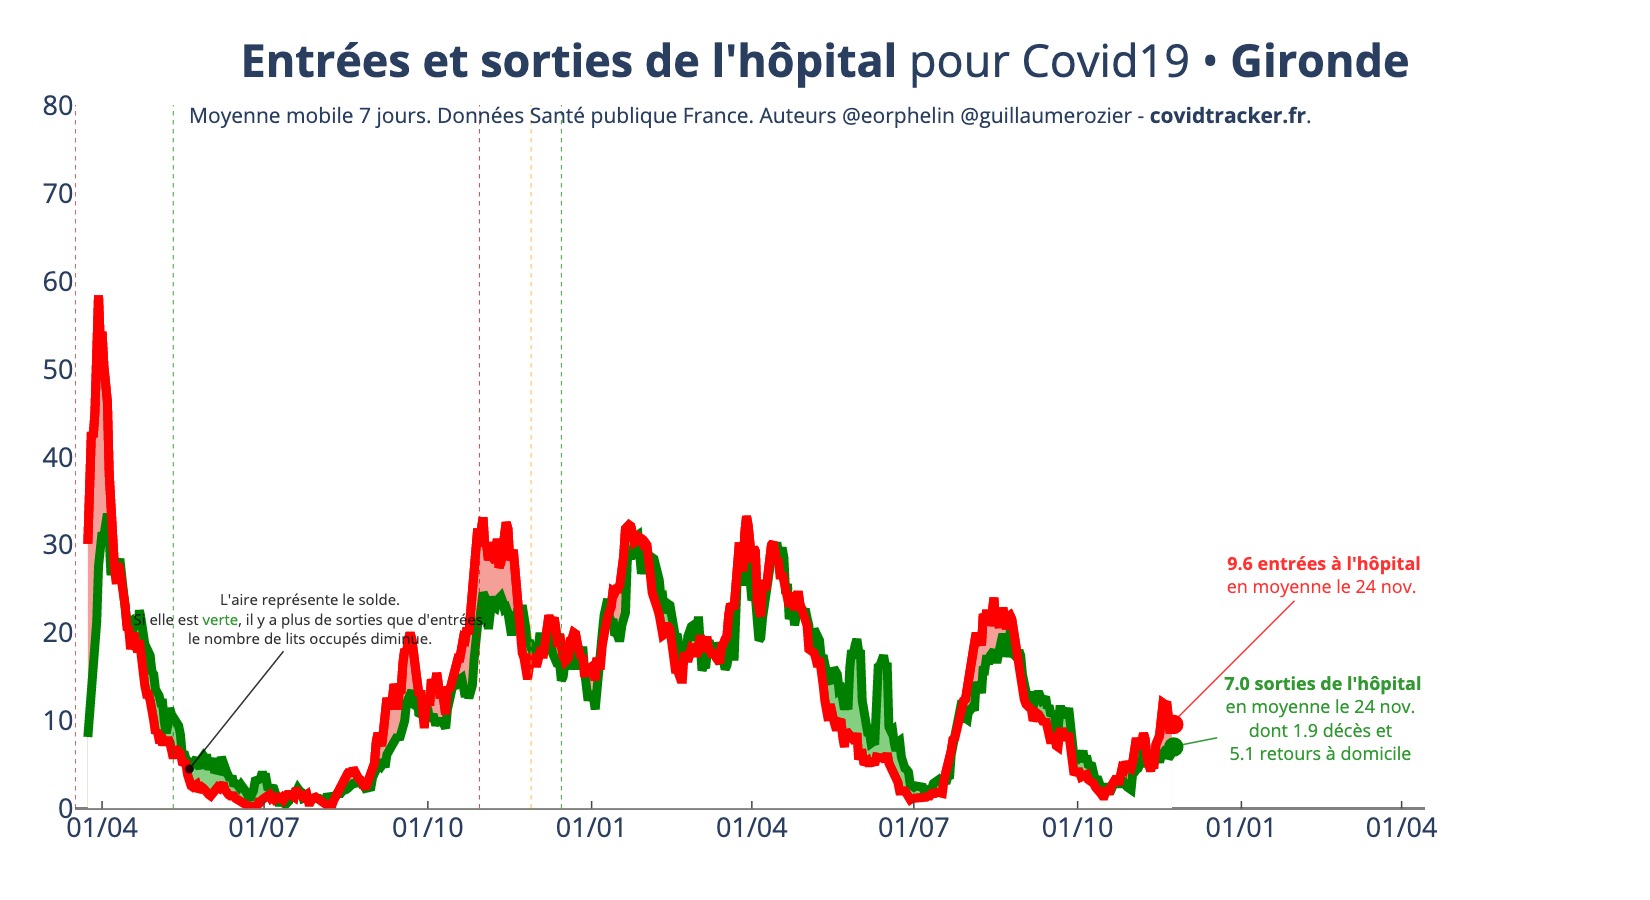 Entrées et sorties de l'hôpital pour Covid19 • Gironde
Moyenne mobile 7 jours. Données Santé publique France. Auteurs @eorphelin @guillaumerozier - covidtracker.fr.
80
70
60
50
40
30
20
10
0
L'aire représente le solde.
Si elle est verte, il y a plus de sorties que d'entrées,
le nombre de lits occupés diminue.
9.6 entrées à l'hôpital
en moyenne le 24 nov.
7.0 sorties de l'hôpital
en moyenne le 24 nov.
dont 1.9 décès et
5.1 retours à domicile
01/04 01/07 01/10 01/01 01/04 01/07 01/10 01/01 01/04